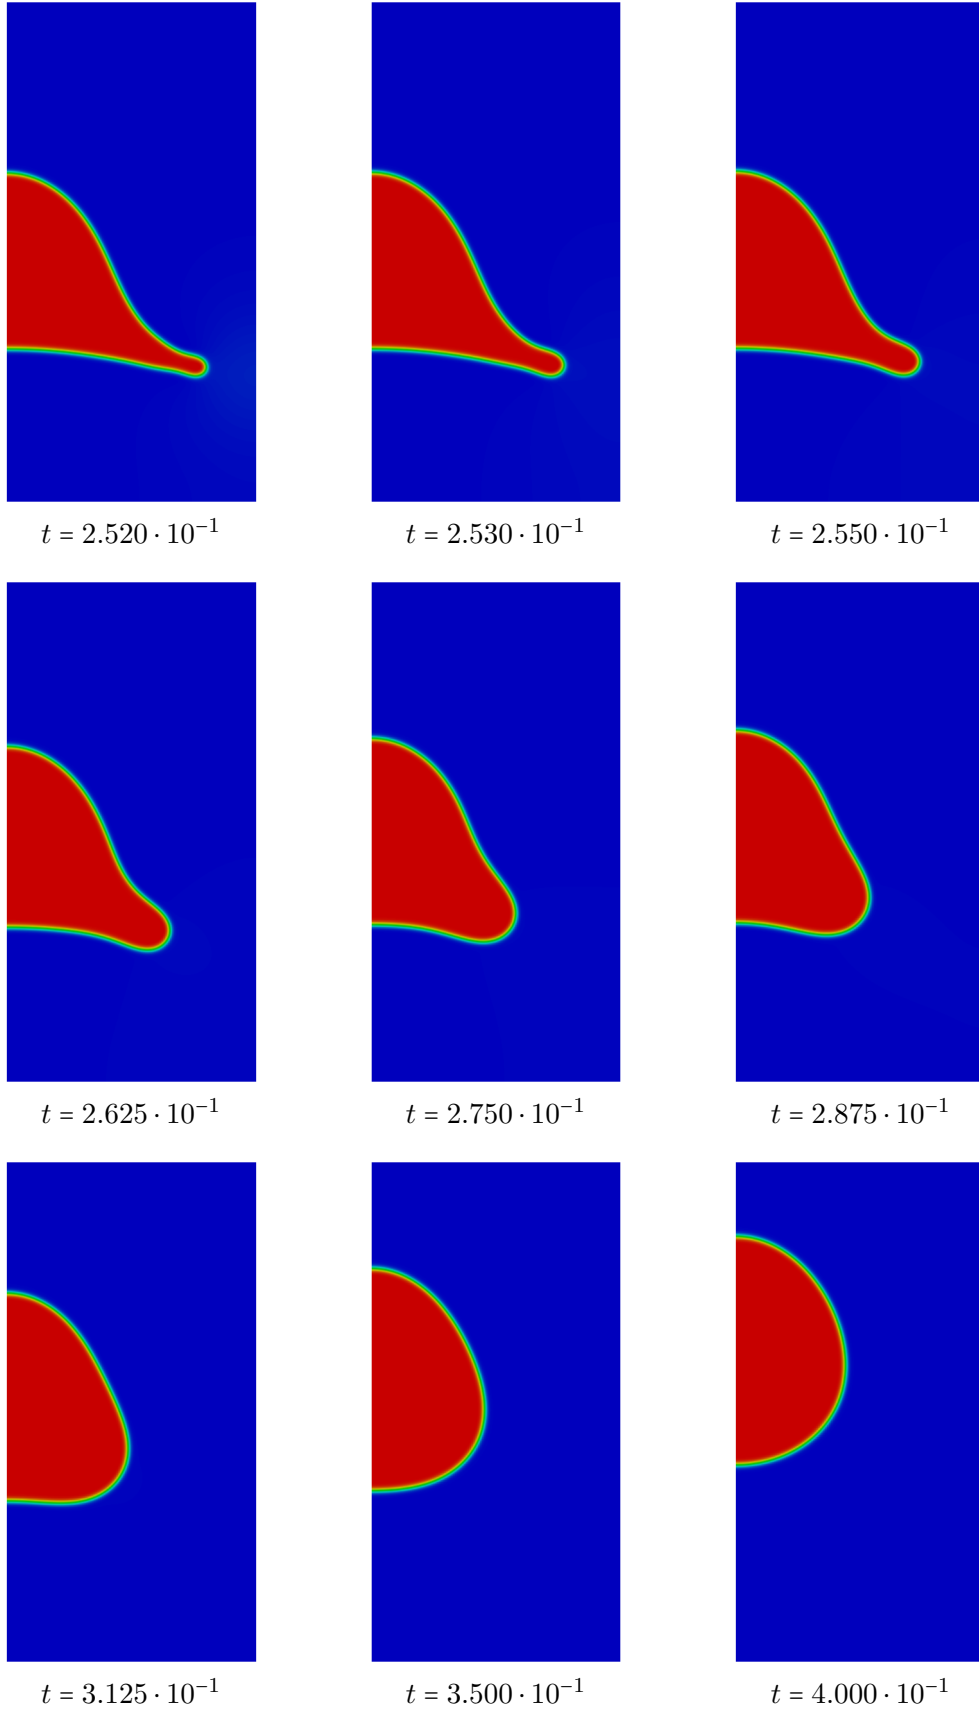 t = 2.520 · 10⁻¹ t = 2.530 · 10⁻¹ t = 2.550 · 10⁻¹
t = 2.625 · 10⁻¹ t = 2.750 · 10⁻¹ t = 2.875 · 10⁻¹
t = 3.125 · 10⁻¹ t = 3.500 · 10⁻¹ t = 4.000 · 10⁻¹